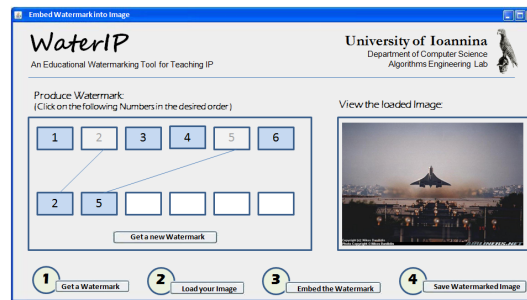 Embed Watermark into Image
WaterIP
An Educational Watermarking Tool for Teaching IP
University of Ioannina
Department of Computer Science
Algorithms Engineering Lab
Produce Watermark:
(Click on the following Numbers in the desired order)
1 2 3 4 5 6
2 5
Get a new Watermark
View the loaded Image:
1 Get a Watermark
2 Load your Image
3 Embed the Watermark
4 Save Watermarked Image